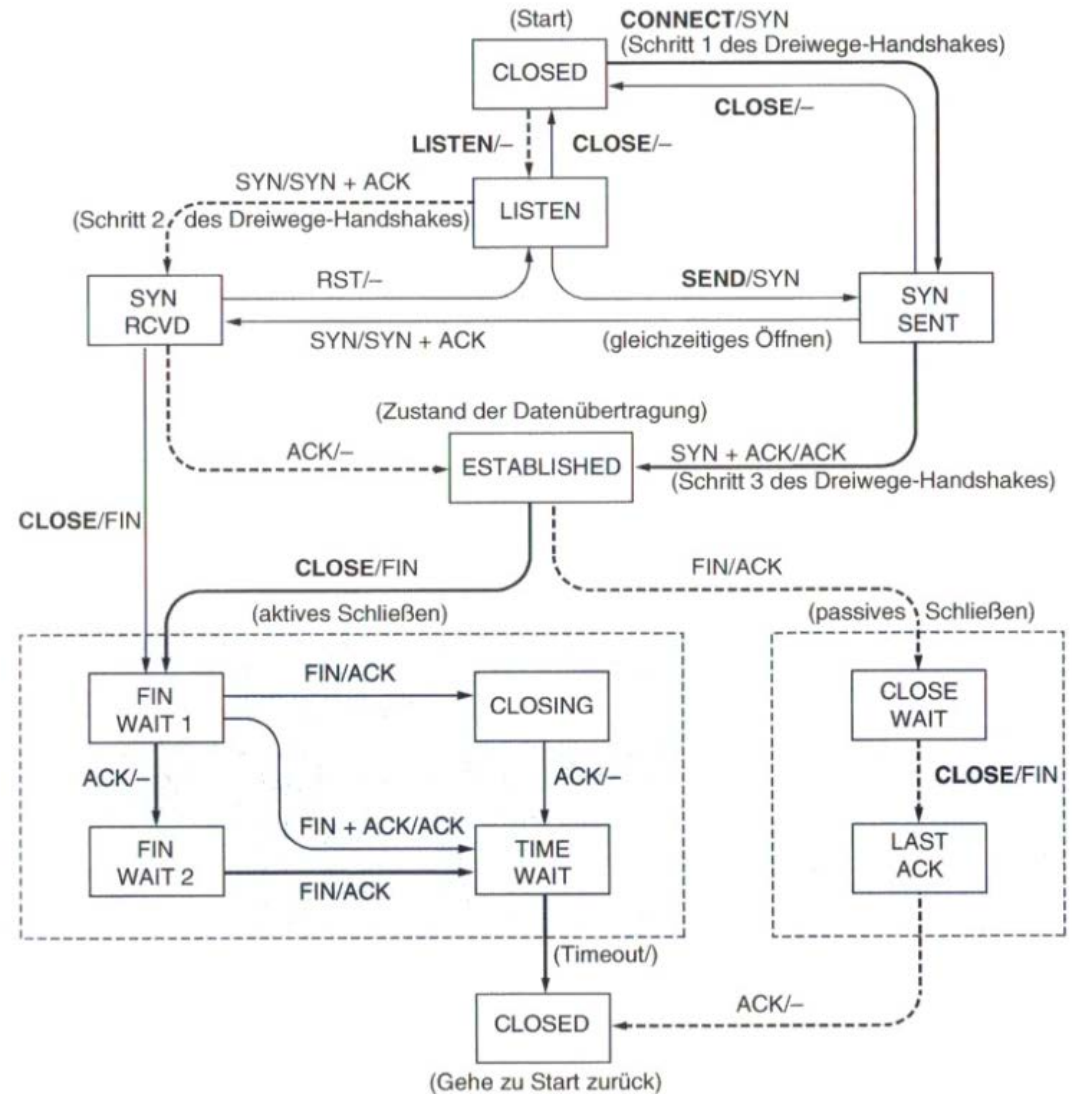 (Start)
CONNECT/SYN
(Schritt 1 des Dreiwege-Handshakes)
CLOSED
CLOSE/–
LISTEN/–
CLOSE/–
SYN/SYN + ACK
(Schritt 2 des Dreiwege-Handshakes)
LISTEN
RST/–
SEND/SYN
SYN
RCVD
SYN
SENT
SYN/SYN + ACK
(gleichzeitiges Öffnen)
(Zustand der Datenübertragung)
ACK/–
ESTABLISHED
SYN + ACK/ACK
(Schritt 3 des Dreiwege-Handshakes)
CLOSE/FIN
CLOSE/FIN
FIN/ACK
(aktives Schließen)
(passives Schließen)
FIN
WAIT 1
FIN/ACK
CLOSING
CLOSE
WAIT
ACK/–
ACK/–
CLOSE/FIN
FIN + ACK/ACK
FIN
WAIT 2
FIN/ACK
TIME
WAIT
LAST
ACK
(Timeout/)
CLOSED
ACK/–
(Gehe zu Start zurück)